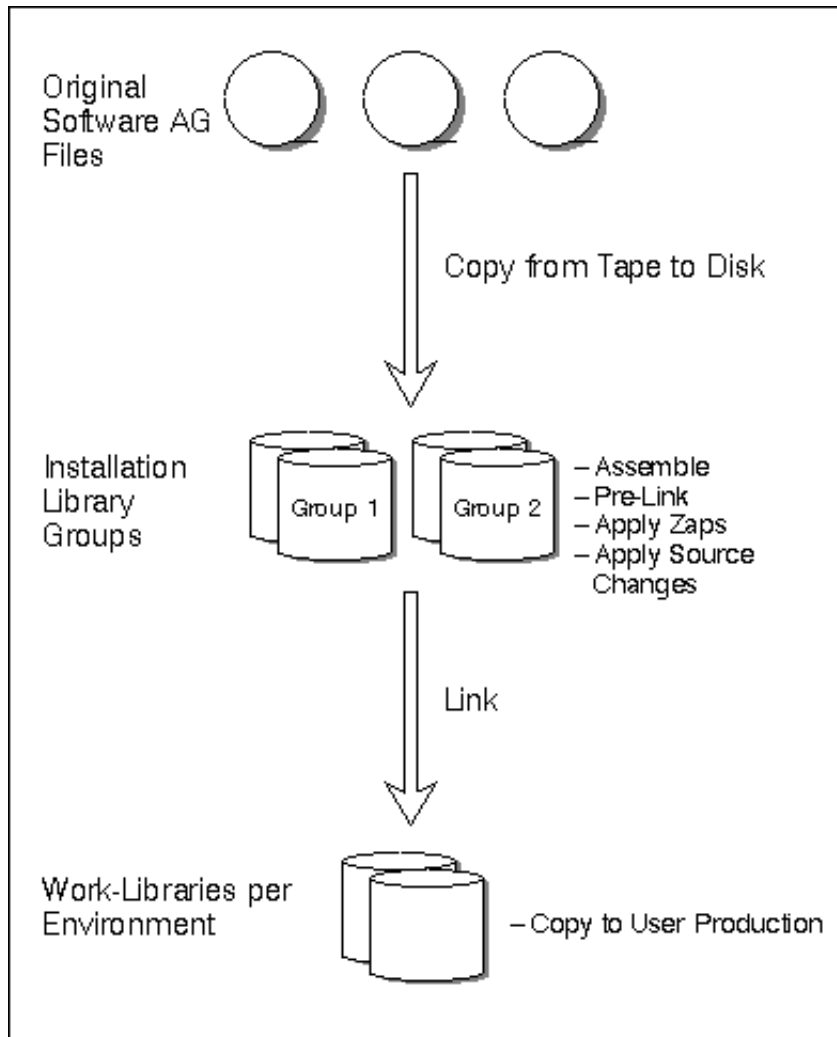 Original
Software AG
Files
Copy from Tape to Disk
Installation
Library
Groups
Group 1
Group 2
– Assemble
– Pre-Link
– Apply Zaps
– Apply Source
Changes
Link
Work-Libraries per
Environment
– Copy to User Production